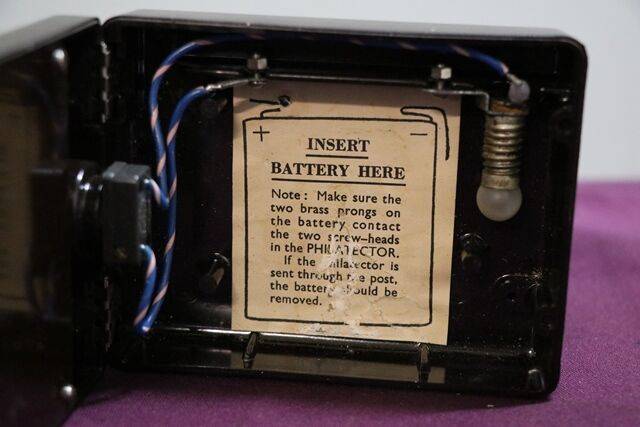 + −
INSERT
BATTERY HERE
Note : Make sure the
two brass prongs on
the battery contact
the two screw-heads
in the PHILATECTOR.
If the Philatector is
sent through the post,
the battery should be
removed.